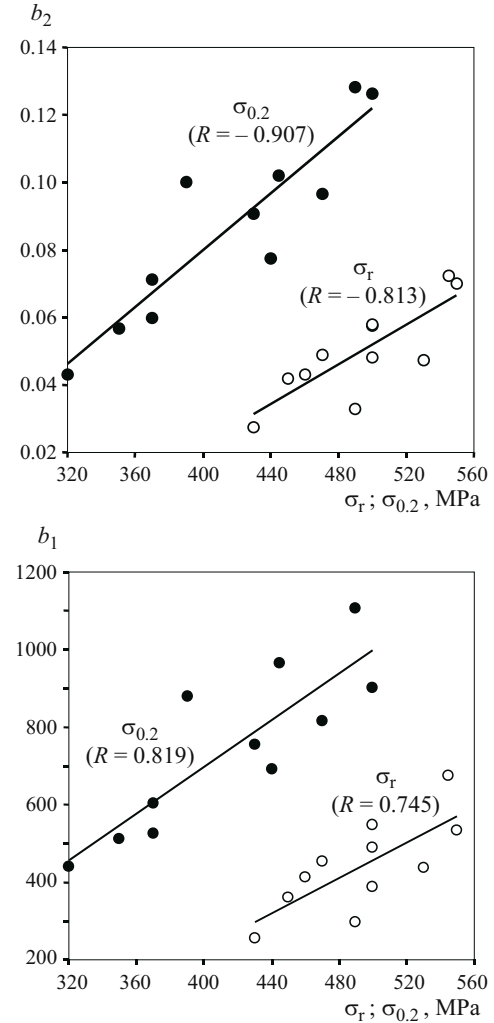 b₂
0.14
σ₀.₂
(R = – 0.907)
0.12
0.10
0.08
σᵣ
(R = – 0.813)
0.06
0.04
0.02
320 360 400 440 480 520 560
σᵣ ; σ₀.₂ , MPa
b₁
1200
1000
800
σ₀.₂
(R = 0.819)
σᵣ
(R = 0.745)
600
400
200
320 360 400 440 480 520 560
σᵣ ; σ₀.₂ , MPa